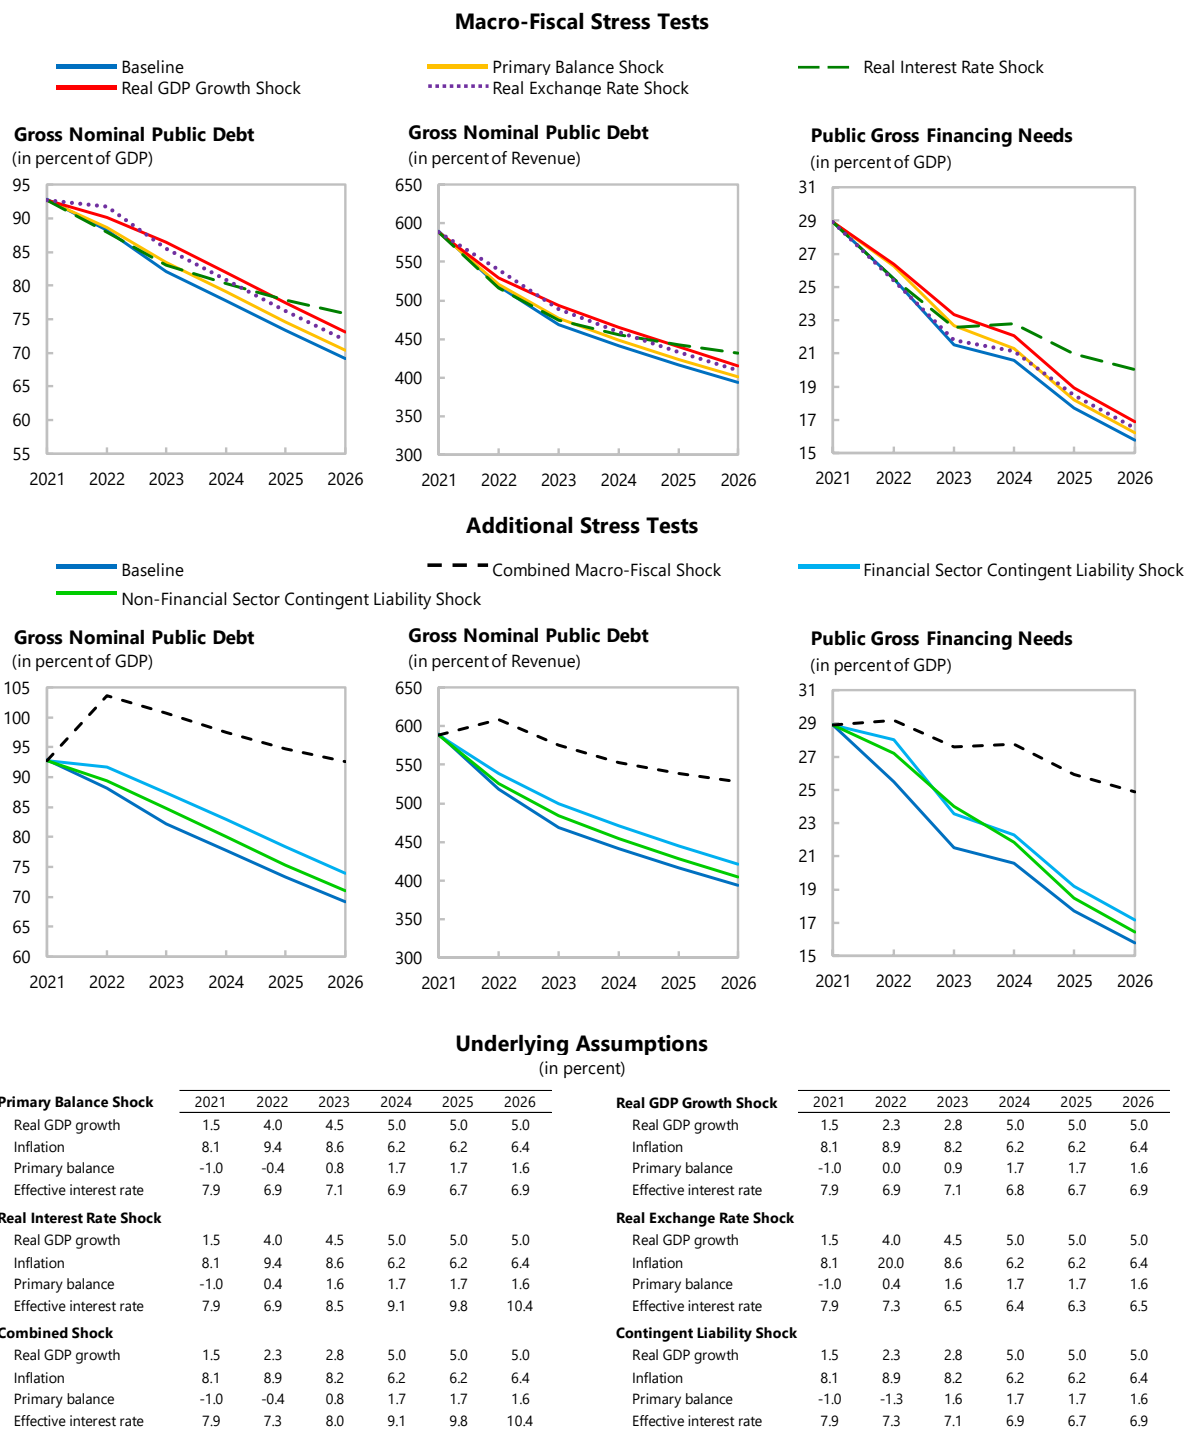 Macro-Fiscal Stress Tests
Baseline
Primary Balance Shock
Real Interest Rate Shock
Real GDP Growth Shock
Real Exchange Rate Shock
Gross Nominal Public Debt
(in percent of GDP)
95
90
85
80
75
70
65
60
55
2021 2022 2023 2024 2025 2026
Gross Nominal Public Debt
(in percent of Revenue)
650
600
550
500
450
400
350
300
2021 2022 2023 2024 2025 2026
Public Gross Financing Needs
(in percent of GDP)
31
29
27
25
23
21
19
17
15
2021 2022 2023 2024 2025 2026
Additional Stress Tests
Baseline
Combined Macro-Fiscal Shock
Financial Sector Contingent Liability Shock
Non-Financial Sector Contingent Liability Shock
Gross Nominal Public Debt
(in percent of GDP)
105
100
95
90
85
80
75
70
65
60
2021 2022 2023 2024 2025 2026
Gross Nominal Public Debt
(in percent of Revenue)
650
600
550
500
450
400
350
300
2021 2022 2023 2024 2025 2026
Public Gross Financing Needs
(in percent of GDP)
31
29
27
25
23
21
19
17
15
2021 2022 2023 2024 2025 2026
Underlying Assumptions
(in percent)
Primary Balance Shock 2021 2022 2023 2024 2025 2026
Real GDP growth 1.5 4.0 4.5 5.0 5.0 5.0
Inflation 8.1 9.4 8.6 6.2 6.2 6.4
Primary balance -1.0 -0.4 0.8 1.7 1.7 1.6
Effective interest rate 7.9 6.9 7.1 6.9 6.7 6.9
Real Interest Rate Shock
Real GDP growth 1.5 4.0 4.5 5.0 5.0 5.0
Inflation 8.1 9.4 8.6 6.2 6.2 6.4
Primary balance -1.0 0.4 1.6 1.7 1.7 1.6
Effective interest rate 7.9 6.9 8.5 9.1 9.8 10.4
Combined Shock
Real GDP growth 1.5 2.3 2.8 5.0 5.0 5.0
Inflation 8.1 8.9 8.2 6.2 6.2 6.4
Primary balance -1.0 -0.4 0.8 1.7 1.7 1.6
Effective interest rate 7.9 7.3 8.0 9.1 9.8 10.4
Real GDP Growth Shock 2021 2022 2023 2024 2025 2026
Real GDP growth 1.5 2.3 2.8 5.0 5.0 5.0
Inflation 8.1 8.9 8.2 6.2 6.2 6.4
Primary balance -1.0 0.0 0.9 1.7 1.7 1.6
Effective interest rate 7.9 6.9 7.1 6.8 6.7 6.9
Real Exchange Rate Shock
Real GDP growth 1.5 4.0 4.5 5.0 5.0 5.0
Inflation 8.1 20.0 8.6 6.2 6.2 6.4
Primary balance -1.0 0.4 1.6 1.7 1.7 1.6
Effective interest rate 7.9 7.3 6.5 6.4 6.3 6.5
Contingent Liability Shock
Real GDP growth 1.5 2.3 2.8 5.0 5.0 5.0
Inflation 8.1 8.9 8.2 6.2 6.2 6.4
Primary balance -1.0 -1.3 1.6 1.7 1.7 1.6
Effective interest rate 7.9 7.3 7.1 6.9 6.7 6.9